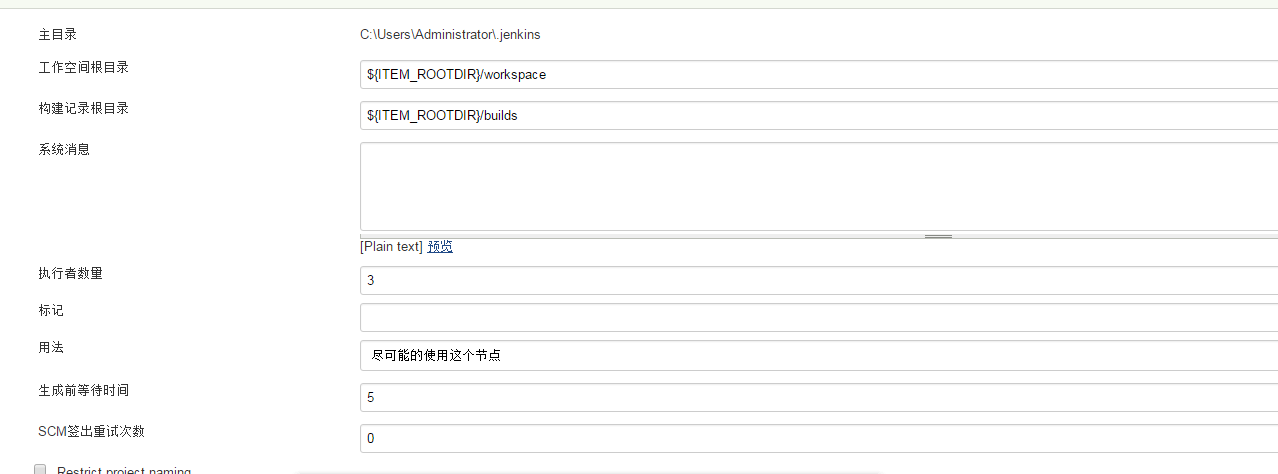 主目录 C:\Users\Administrator\.jenkins
工作空间根目录 ${ITEM_ROOTDIR}/workspace
构建记录根目录 ${ITEM_ROOTDIR}/builds
系统消息
[Plain text] 预览
执行者数量 3
标记
用法 尽可能的使用这个节点
生成前等待时间 5
SCM签出重试次数 0
Restrict project naming